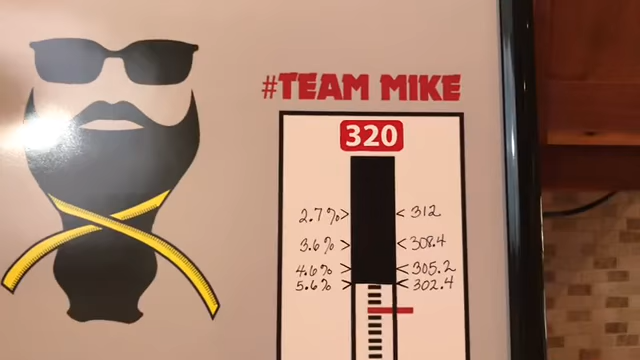 #TEAM MIKE
320
2.7%> < 312
3.6%> < 308.4
4.6%> < 305.2
5.6% > < 302.4